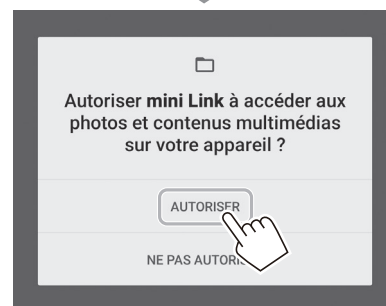 Autoriser mini Link à accéder aux
photos et contenus multimédias
sur votre appareil ?
AUTORISER
NE PAS